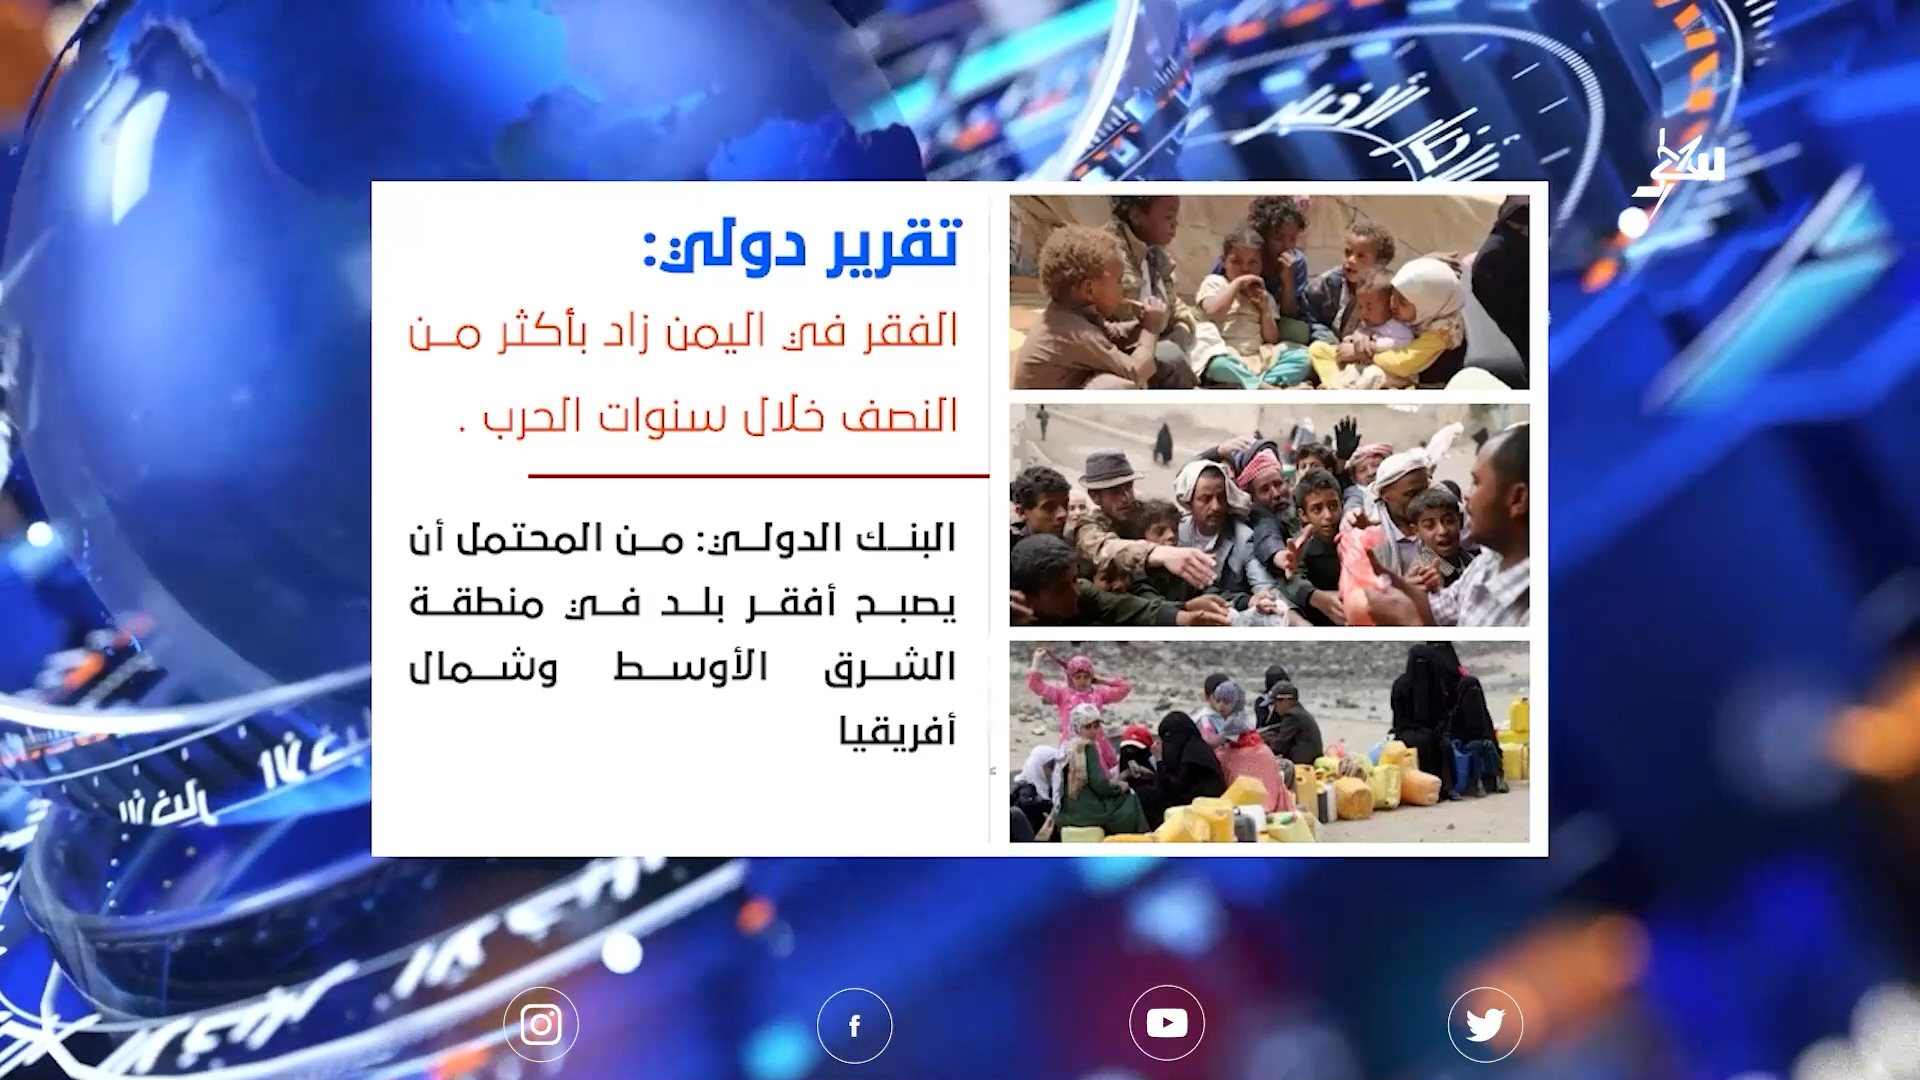 تقرير دولي:
الفقر في اليمن زاد بأكثر من
النصف خلال سنوات الحرب .
البنك الدولي: من المحتمل أن
يصبح أفقر بلد في منطقة
الشرق الأوسط وشمال
أفريقيا
الاخبار